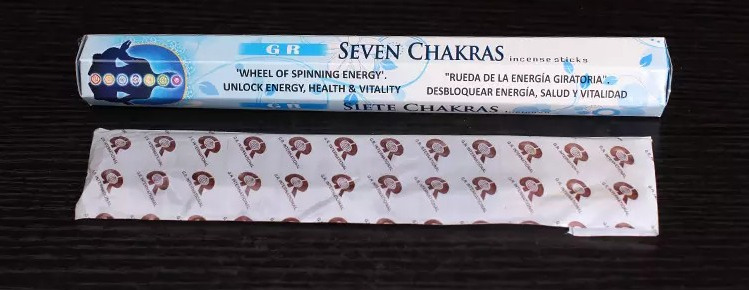 GR SEVEN CHAKRAS incense sticks
"WHEEL OF SPINNING ENERGY".
UNLOCK ENERGY, HEALTH & VITALITY
"RUEDA DE LA ENERGÍA GIRATORIA".
DESBLOQUEAR ENERGÍA, SALUD Y VITALIDAD
GR SIETE CHAKRAS
G.R. INTERNATIONAL